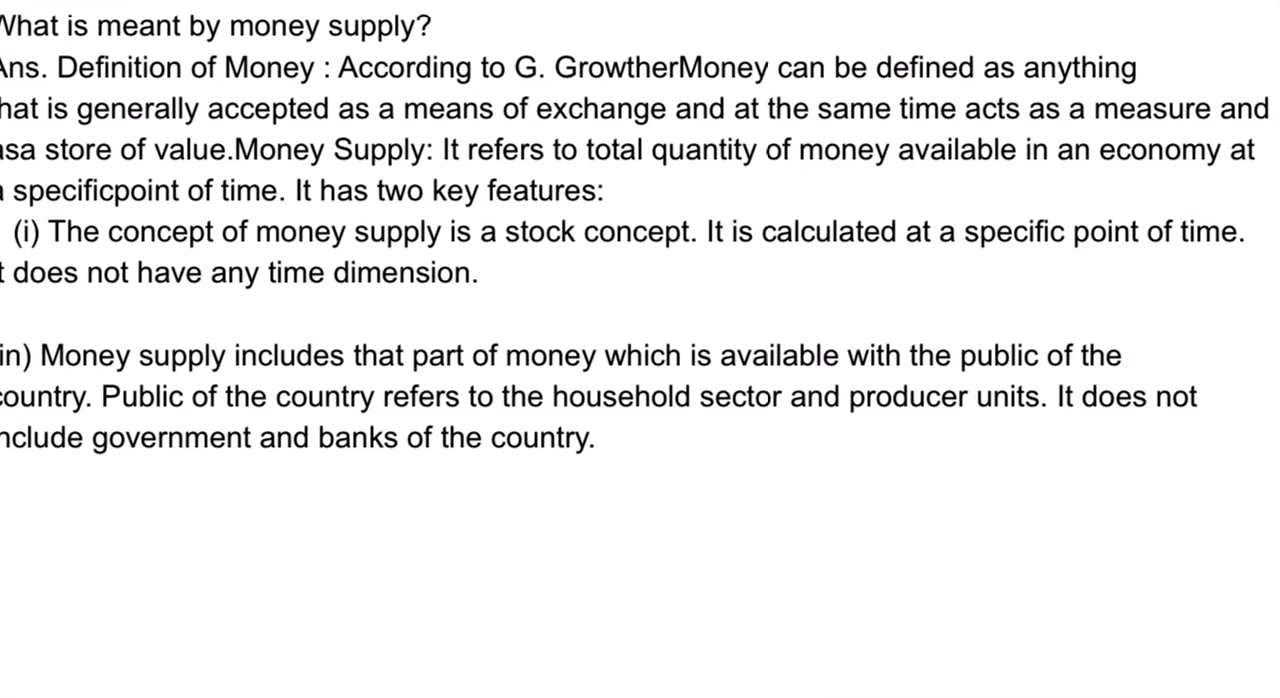 What is meant by money supply?
Ans. Definition of Money : According to G. GrowtherMoney can be defined as anything
hat is generally accepted as a means of exchange and at the same time acts as a measure and
asa store of value.Money Supply: It refers to total quantity of money available in an economy at
a specificpoint of time. It has two key features:
(i) The concept of money supply is a stock concept. It is calculated at a specific point of time.
t does not have any time dimension.
in) Money supply includes that part of money which is available with the public of the
country. Public of the country refers to the household sector and producer units. It does not
nclude government and banks of the country.